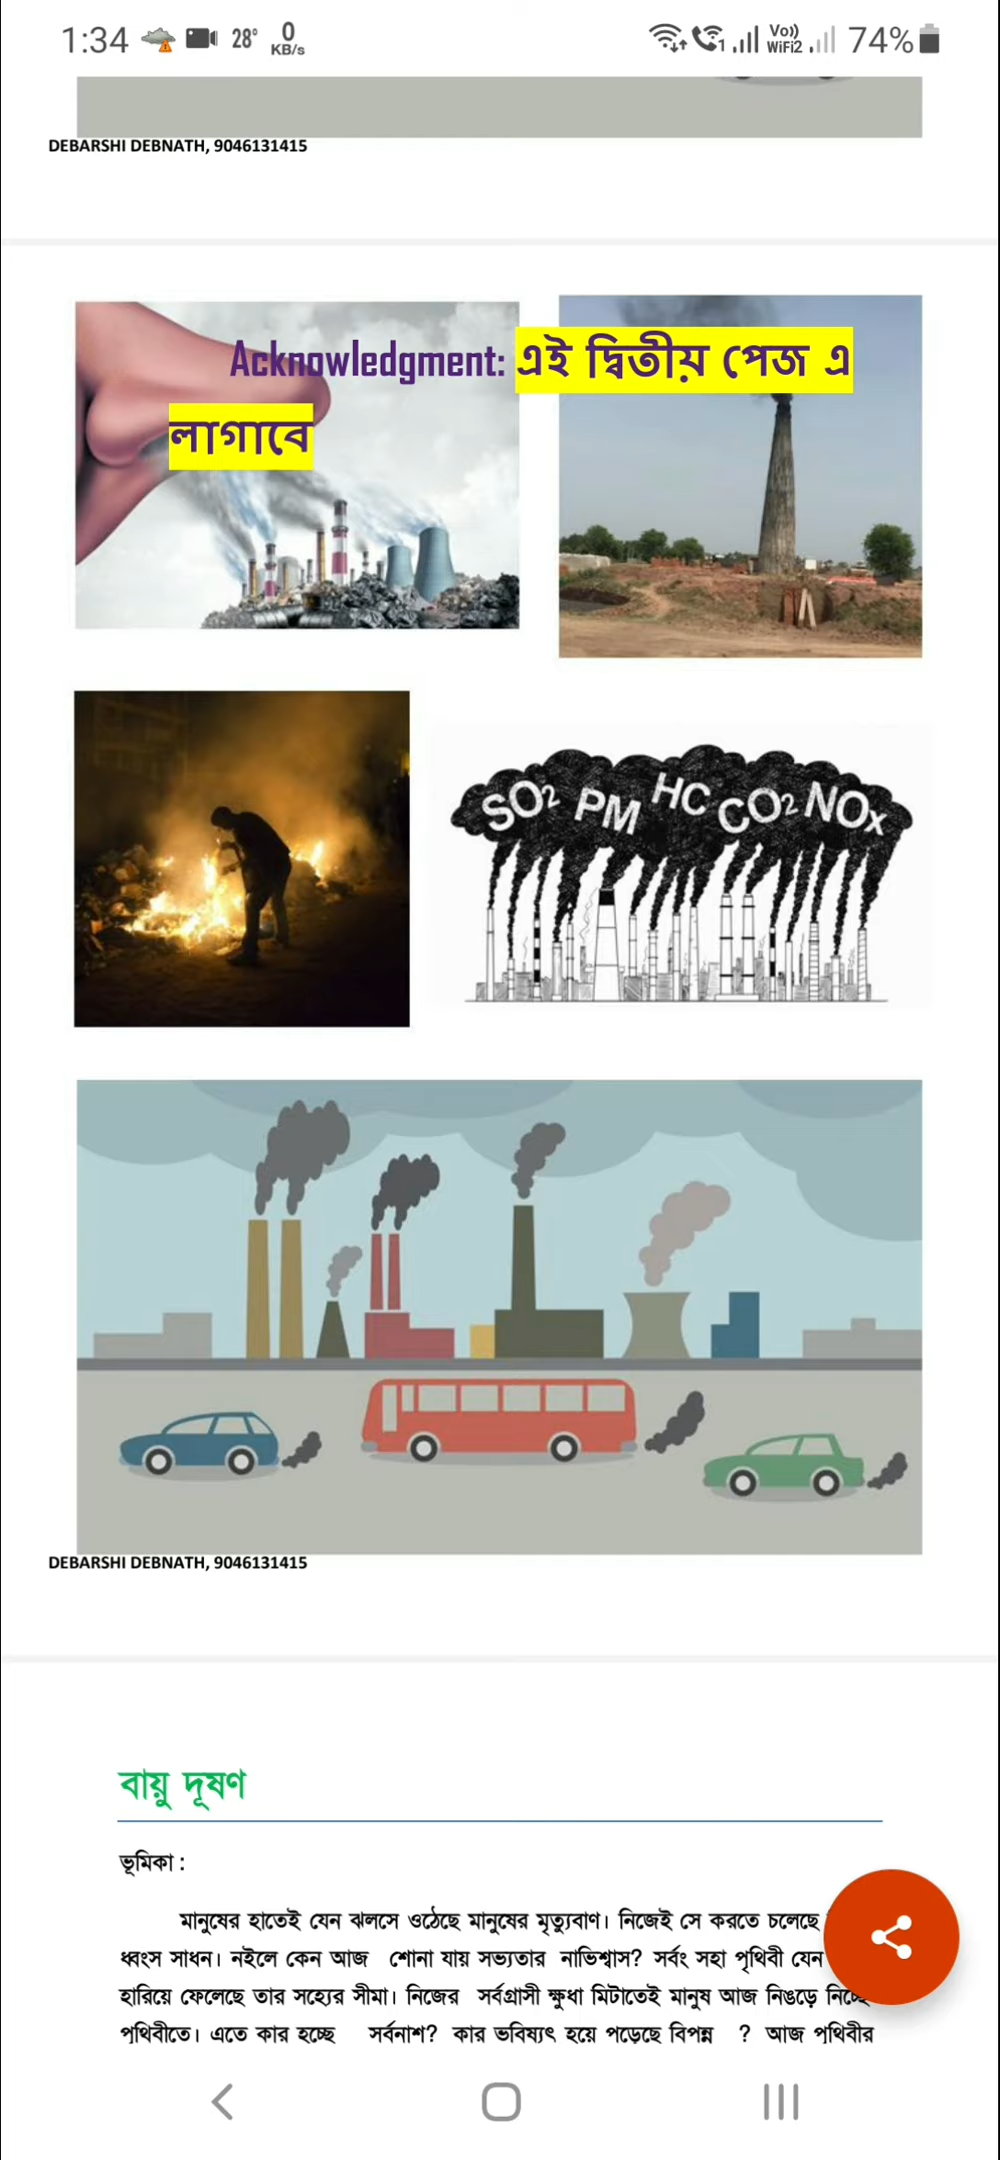 1:34 28° 0 KB/s Vo)) WiFi2 74%
DEBARSHI DEBNATH, 9046131415
Acknowledgment: এই দ্বিতীয় পেজ এ
লাগাবে
SO2 PM HC CO2 NOx
DEBARSHI DEBNATH, 9046131415
বায়ু দূষণ
ভূমিকা :
মানুষের হাতেই যেন ঝলসে ওঠেছে মানুষের মৃত্যুবাণ। নিজেই সে করতে চলেছে
ধ্বংস সাধন। নইলে কেন আজ শোনা যায় সভ্যতার নাভিশ্বাস? সর্বং সহা পৃথিবী যেন
হারিয়ে ফেলেছে তার সহ্যের সীমা। নিজের সর্বগ্রাসী ক্ষুধা মিটাতেই মানুষ আজ নিঙড়ে নিচ্ছে
পৃথিবীতে। এতে কার হচ্ছে সর্বনাশ? কার ভবিষ্যৎ হয়ে পড়েছে বিপন্ন ? আজ পৃথিবীর